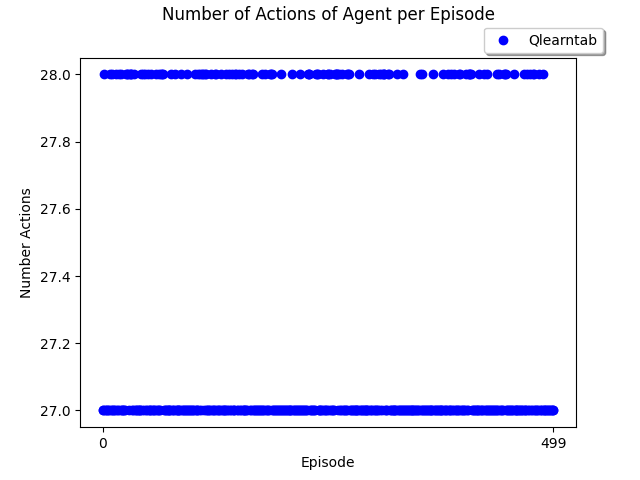 Number of Actions of Agent per Episode
Qlearntab
28.0
27.8
27.6
27.4
27.2
27.0
Number Actions
0
499
Episode